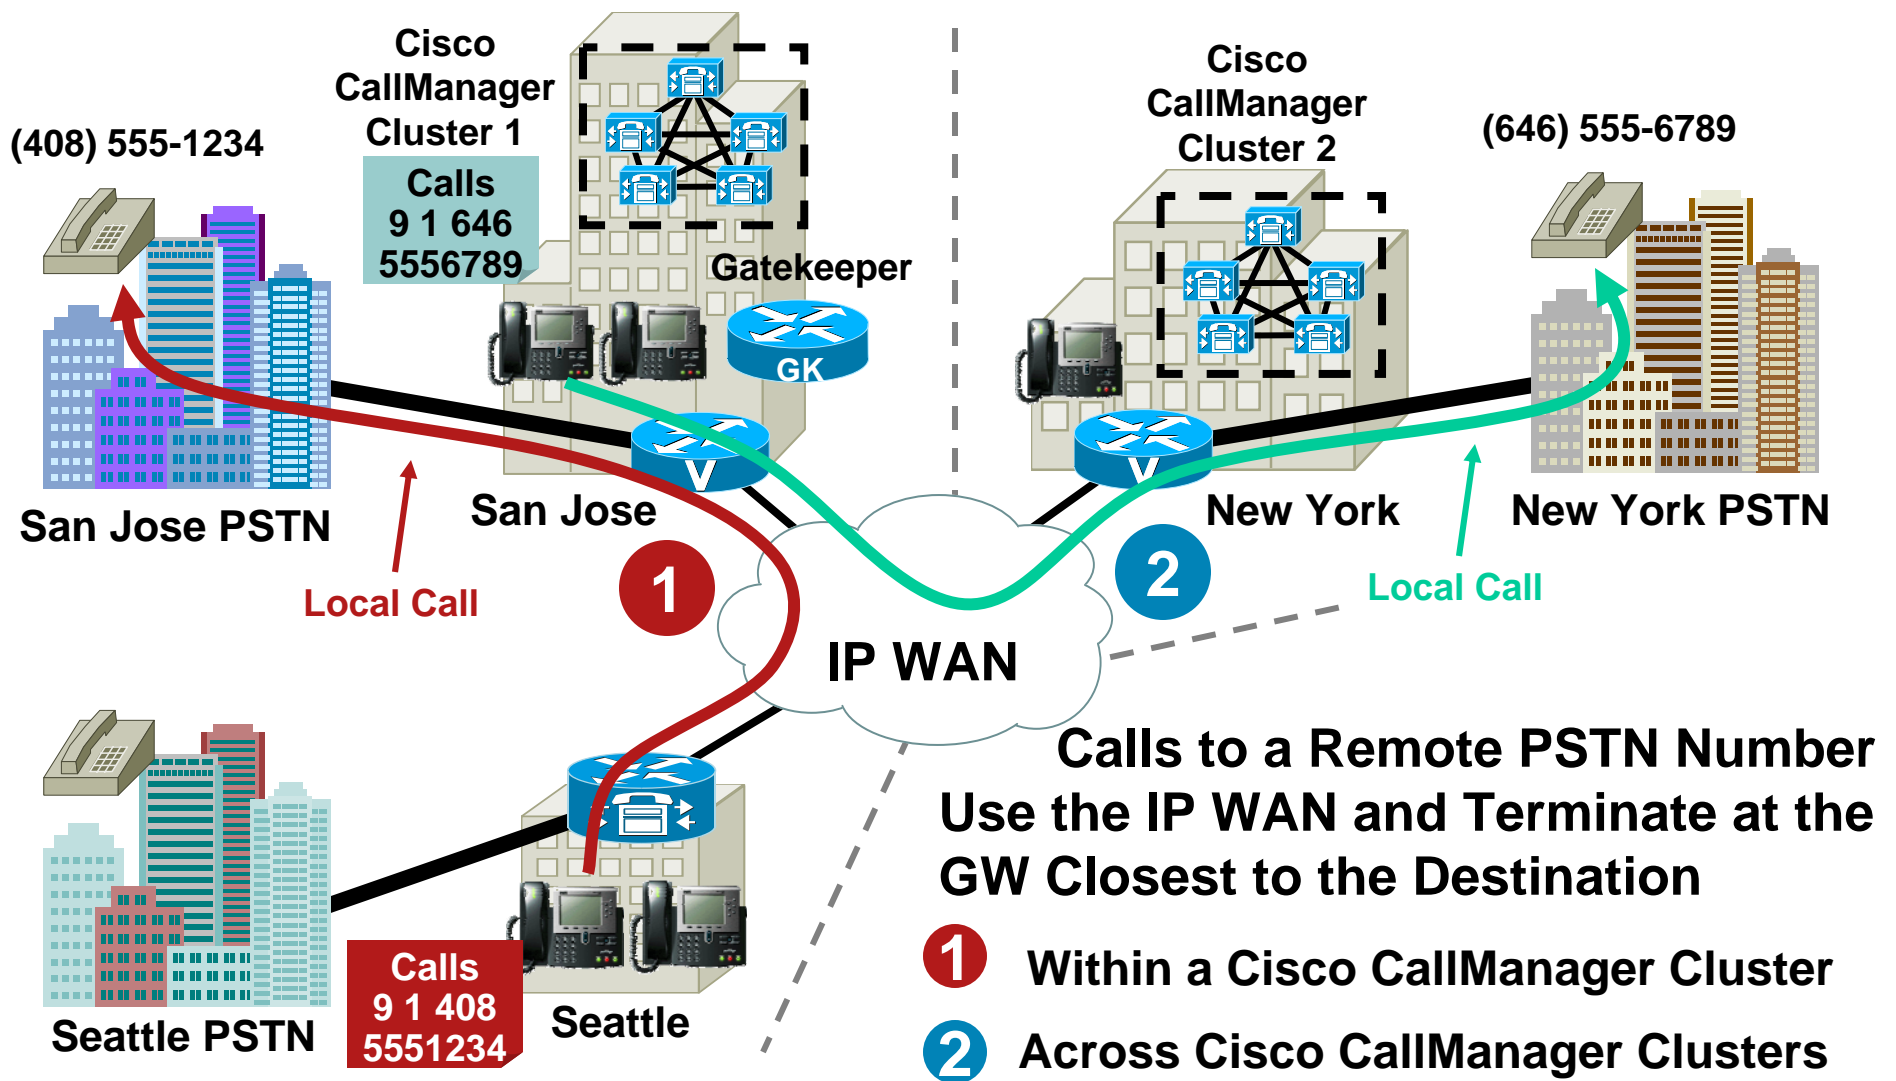 Cisco
CallManager
Cluster 1
Cisco
CallManager
Cluster 2
(408) 555-1234
(646) 555-6789
Calls
9 1 646
5556789
Gatekeeper
GK
V
V
San Jose PSTN
San Jose
New York
New York PSTN
Local Call
1
2
Local Call
IP WAN
Calls to a Remote PSTN Number
Use the IP WAN and Terminate at the
GW Closest to the Destination
1 Within a Cisco CallManager Cluster
2 Across Cisco CallManager Clusters
Calls
9 1 408
5551234
Seattle
Seattle PSTN